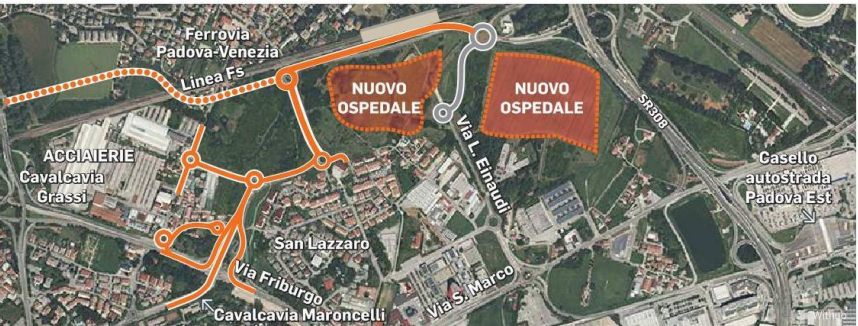 Ferrovia
Padova-Venezia
Linea Fs
NUOVO
OSPEDALE
NUOVO
OSPEDALE
SR308
ACCIAIERIE
Cavalcavia
Grassi
Via L. Einaudi
Casello
autostrada
Padova Est
San Lazzaro
Via Friburgo
Via S. Marco
Cavalcavia Maroncelli
Withub